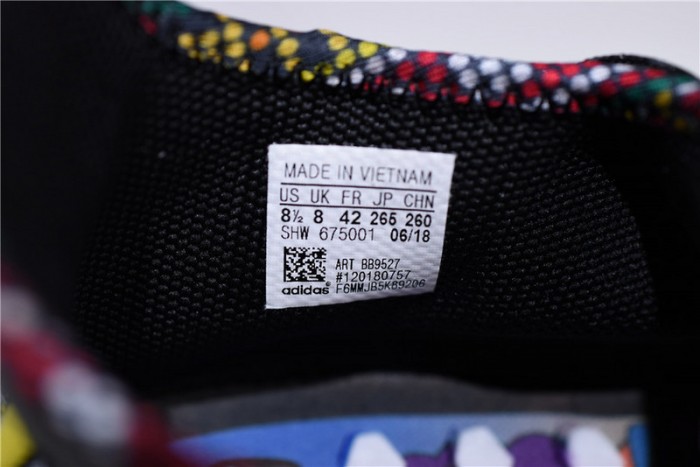 MADE IN VIETNAM
US UK FR JP CHN
8½ 8 42 265 260
SHW 675001 06/18
ART BB9527
#120180757
adidas® F6MMJB5K89206